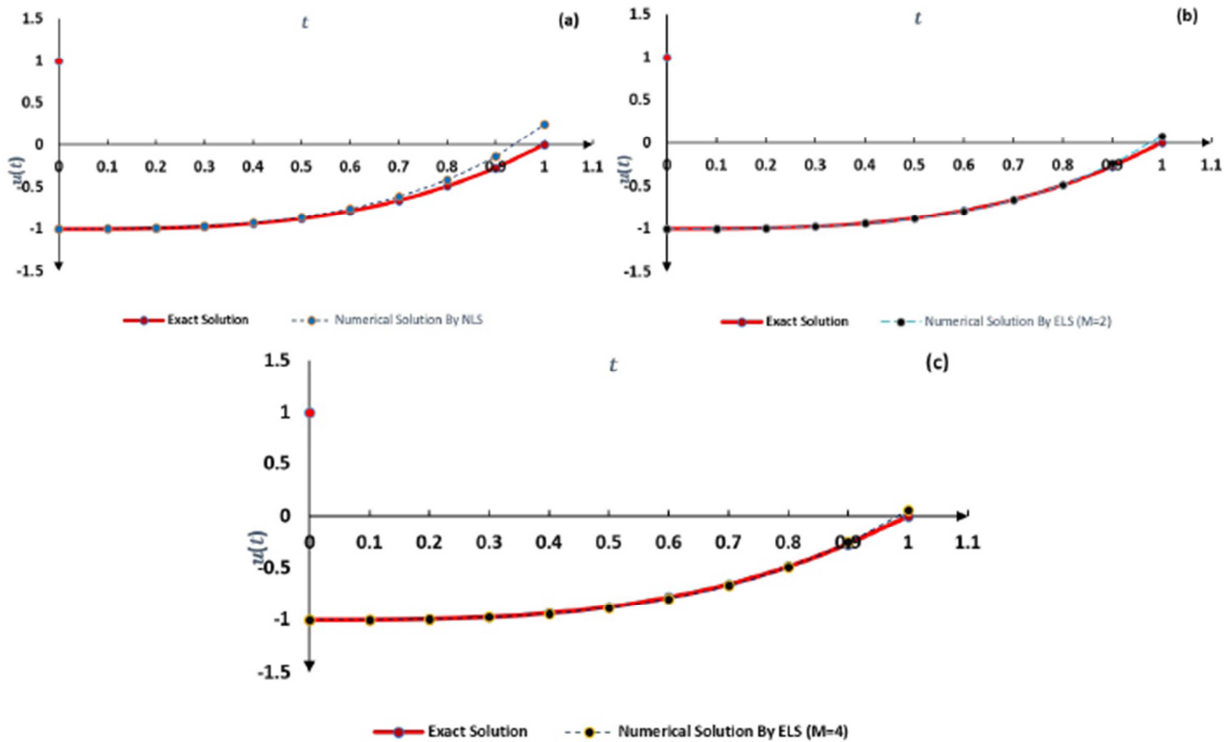 1.5 t (a)
1
0.5
0
0 0.1 0.2 0.3 0.4 0.5 0.6 0.7 0.8 0.9 1 1.1
u(t)
-0.5
-1
-1.5
Exact Solution Numerical Solution By NLS
1.5 t (b)
1
0.5
0
0 0.1 0.2 0.3 0.4 0.5 0.6 0.7 0.8 0.9 1 1.1
u(t)
-0.5
-1
-1.5
Exact Solution Numerical Solution By ELS (M=2)
1.5 t (c)
1
0.5
0
0 0.1 0.2 0.3 0.4 0.5 0.6 0.7 0.8 0.9 1 1.1
u(t)
-0.5
-1
-1.5
Exact Solution Numerical Solution By ELS (M=4)